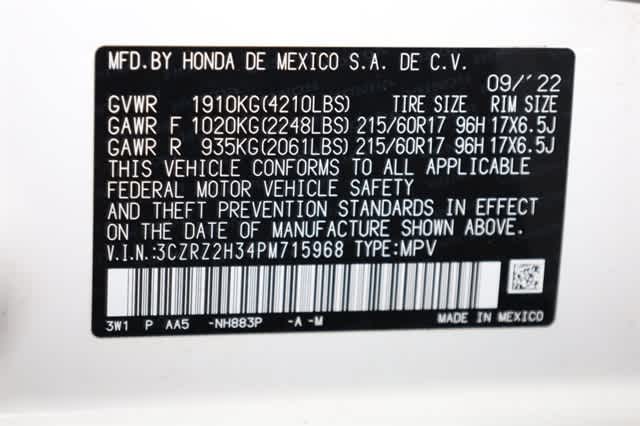 MFD. BY HONDA DE MEXICO S.A. DE C.V.
09/'22
GVWR 1910KG(4210LBS) TIRE SIZE RIM SIZE
GAWR F 1020KG(2248LBS) 215/60R17 96H 17X6.5J
GAWR R 935KG(2061LBS) 215/60R17 96H 17X6.5J
THIS VEHICLE CONFORMS TO ALL APPLICABLE
FEDERAL MOTOR VEHICLE SAFETY
AND THEFT PREVENTION STANDARDS IN EFFECT
ON THE DATE OF MANUFACTURE SHOWN ABOVE.
V.I.N:3CZRZ2H34PM715968 TYPE:MPV
3W1 P AA5 -NH883P -A -M MADE IN MEXICO